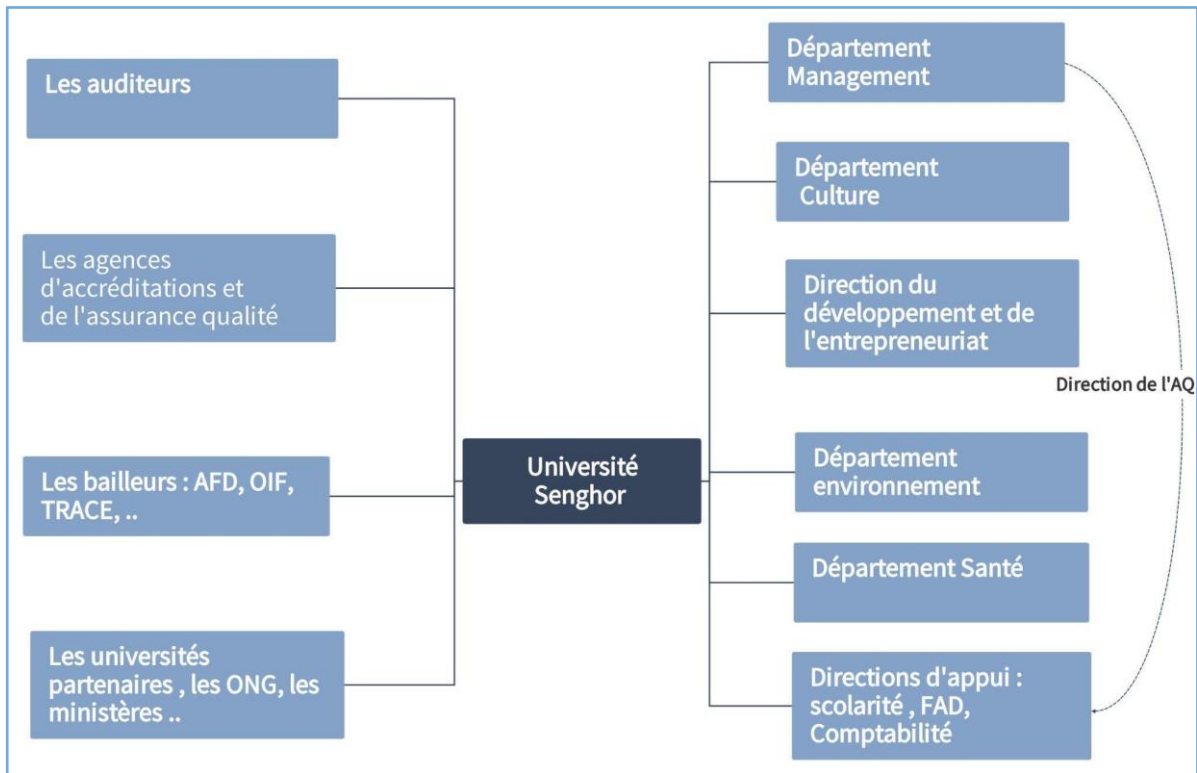 Les auditeurs
Les agences
d'accréditations et
de l'assurance qualité
Les bailleurs : AFD, OIF,
TRACE, ..
Les universités
partenaires , les ONG, les
ministères ..
Université
Senghor
Département
Management
Département
Culture
Direction du
développement et de
l'entrepreneuriat
Direction de l'AQ
Département
environnement
Département Santé
Directions d'appui :
scolarité , FAD,
Comptabilité